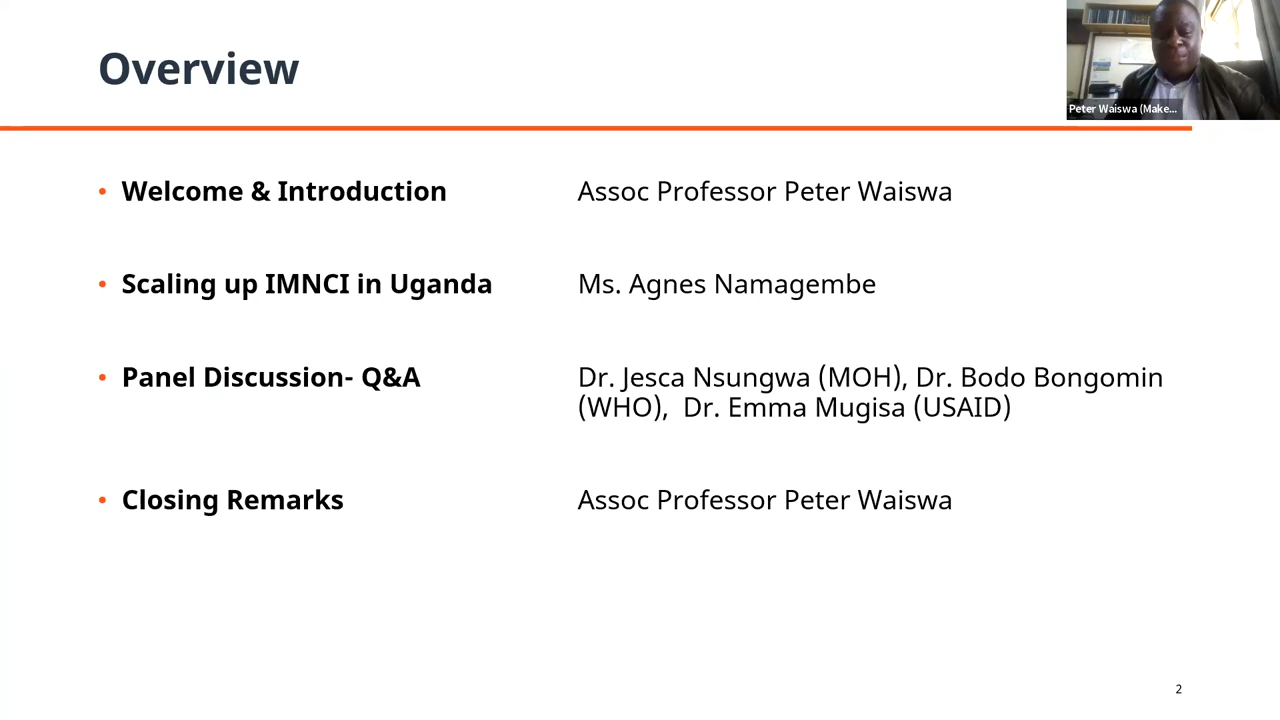 Overview
Peter Waiswa (Make...
• Welcome & Introduction Assoc Professor Peter Waiswa
• Scaling up IMNCI in Uganda Ms. Agnes Namagembe
• Panel Discussion- Q&A Dr. Jesca Nsungwa (MOH), Dr. Bodo Bongomin
(WHO), Dr. Emma Mugisa (USAID)
• Closing Remarks Assoc Professor Peter Waiswa
2